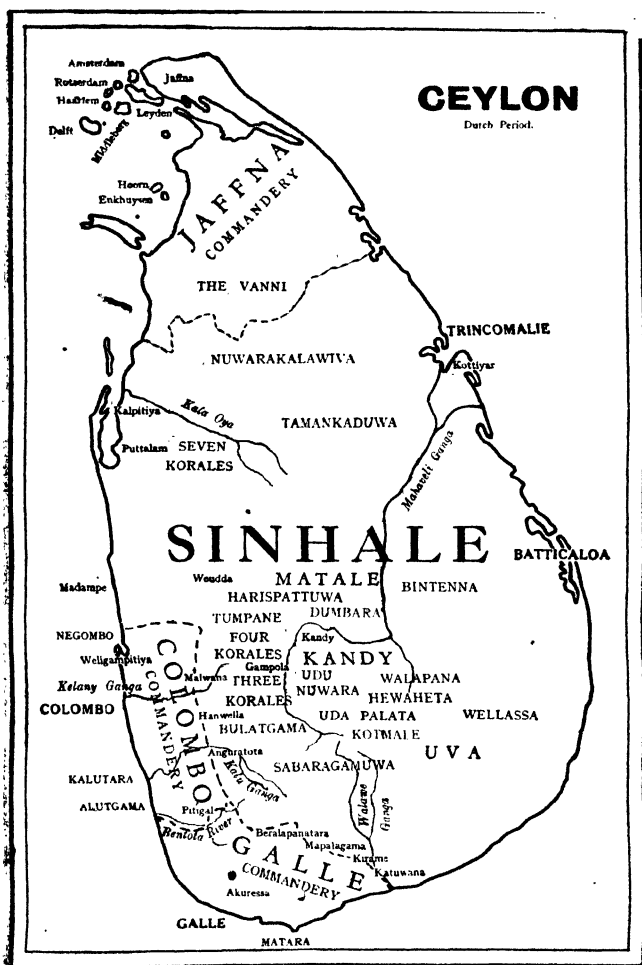 CEYLON
Dutch Period.
Amsterdam
Rotserdam
Haarlem
Leyden
Delft
Middleberg
Jaffna
Hoorn
Enkhuysen
JAFFNA
COMMANDERY
THE VANNI
TRINCOMALIE
NUWARAKALAWIYA
Kottiyar
Kalpitiya
Kala Oya
TAMANKADUWA
Puttalam
SEVEN
KORALES
Mahaveli Ganga
SINHALE
BATTICALOA
Madampe
Weudda
MATALE
BINTENNA
HARISPATTUWA
TUMPANE
DUMBARA
NEGOMBO
FOUR
KORALES
Kandy
Weligampitiya
KANDY
Gampola
Kelany Ganga
Malwana
THREE
KORALES
UDU
NUWARA
WALAPANA
HEWAHETA
COLOMBO
COLOMBO
COMMANDERY
Hanwella
BULATGAMA
UDA PALATA
WELLASSA
KOTMALE
UVA
Anguratota
Kalu Ganga
SABARAGAMUWA
KALUTARA
ALUTGAMA
Pitigal
Bentota River
Walawe
Ganga
Beralapanatara
Mapalagama
Kirama
Katuwana
GALLE
COMMANDERY
Akuressa
GALLE
MATARA